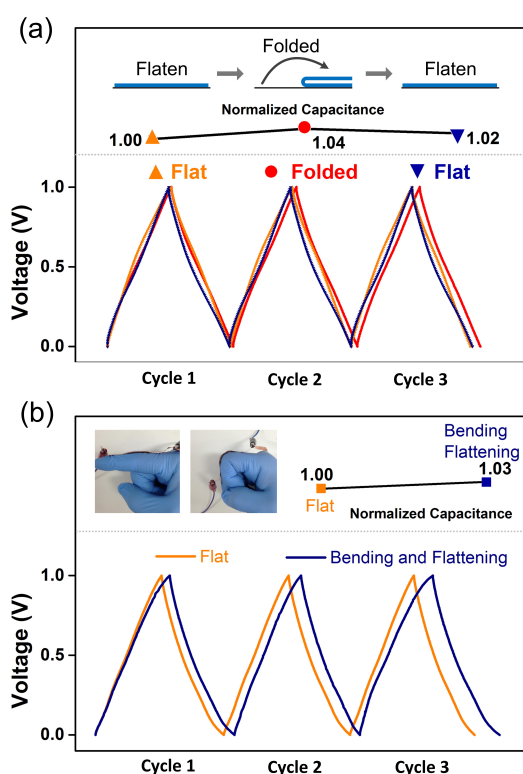 (a)
Folded
Flaten
Flaten
Normalized Capacitance
1.00
1.04
1.02
Flat
Folded
Flat
Voltage (V)
1.0
0.5
0.0
Cycle 1
Cycle 2
Cycle 3
(b)
Bending
Flattening
1.00
1.03
Flat
Normalized Capacitance
Flat
Bending and Flattening
Voltage (V)
1.0
0.5
0.0
Cycle 1
Cycle 2
Cycle 3